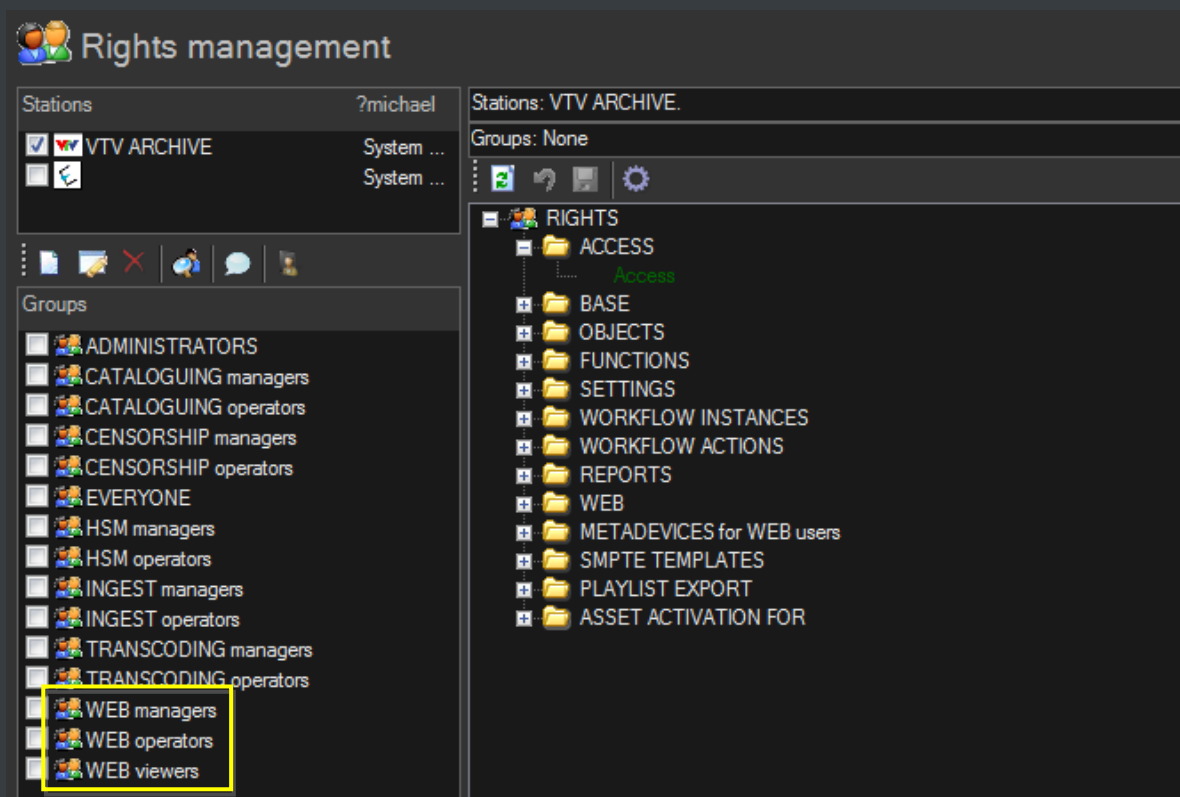 Rights management
Stations ?michael
VTV ARCHIVE System ...
System ...
Groups
ADMINISTRATORS
CATALOGUING managers
CATALOGUING operators
CENSORSHIP managers
CENSORSHIP operators
EVERYONE
HSM managers
HSM operators
INGEST managers
INGEST operators
TRANSCODING managers
TRANSCODING operators
WEB managers
WEB operators
WEB viewers
Stations: VTV ARCHIVE.
Groups: None
RIGHTS
ACCESS
Access
BASE
OBJECTS
FUNCTIONS
SETTINGS
WORKFLOW INSTANCES
WORKFLOW ACTIONS
REPORTS
WEB
METADEVICES for WEB users
SMPTE TEMPLATES
PLAYLIST EXPORT
ASSET ACTIVATION FOR